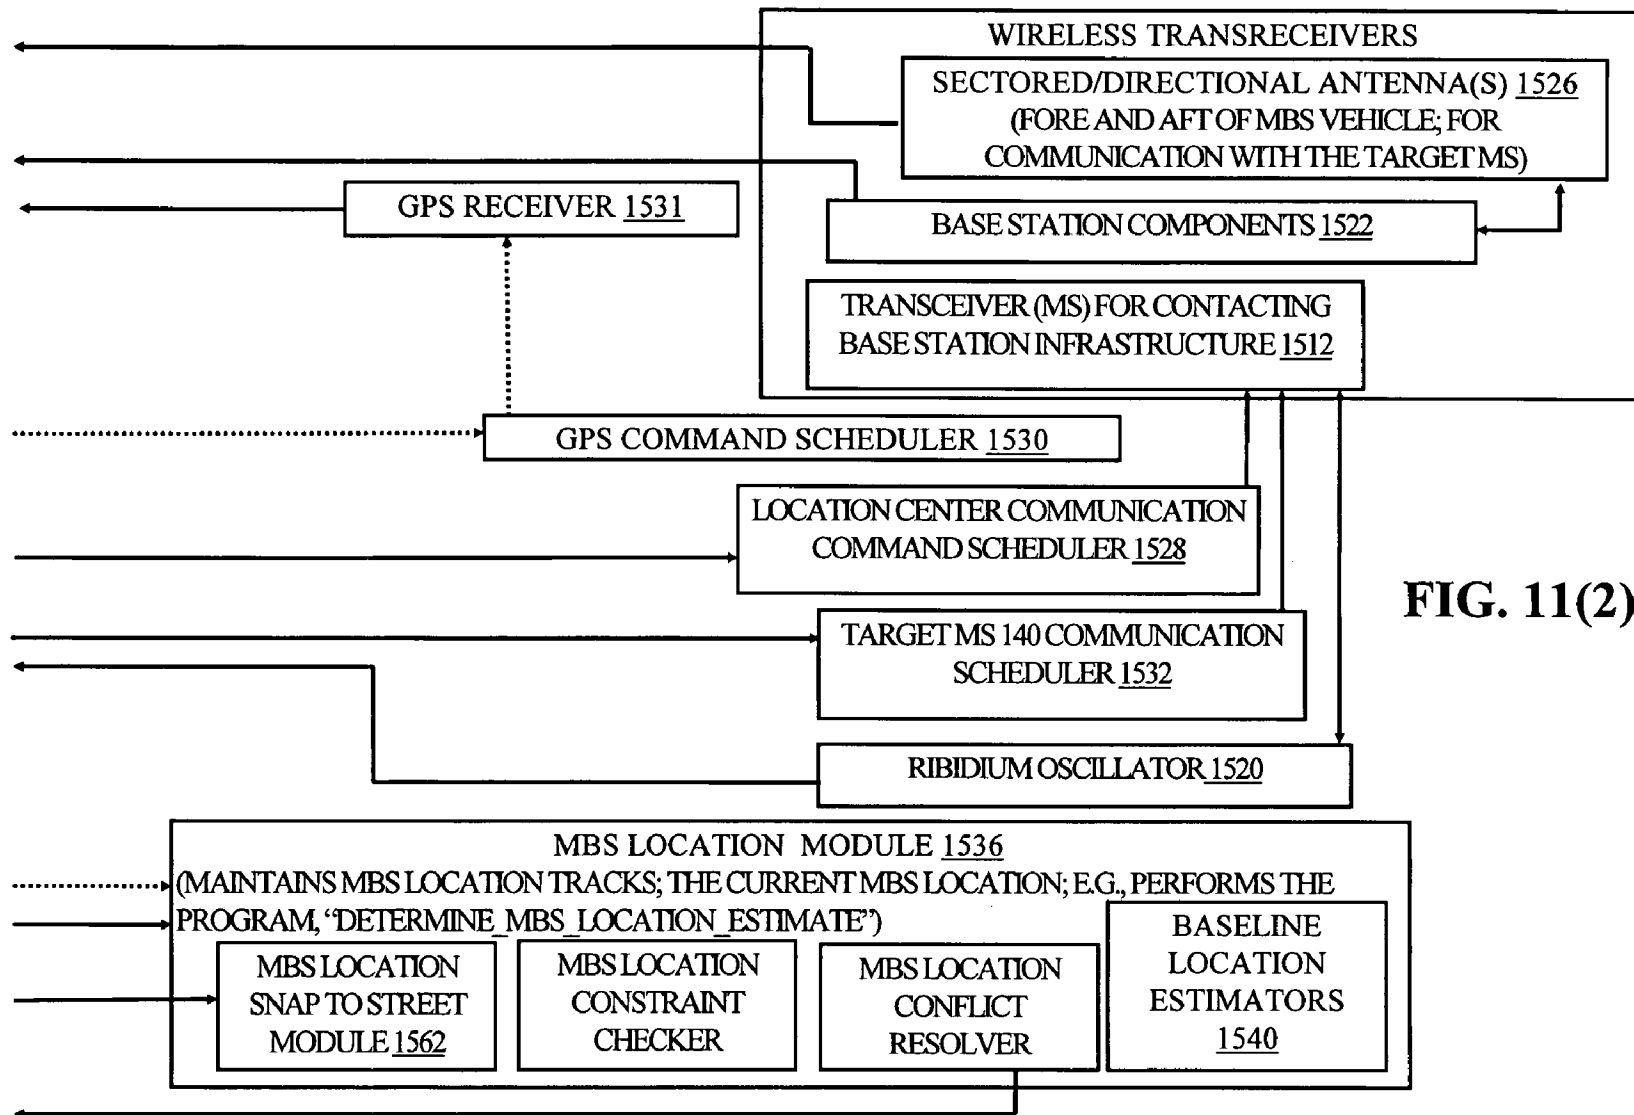 WIRELESS TRANSRECEIVERS
SECTORED/DIRECTIONAL ANTENNA(S) 1526
(FORE AND AFT OF MBS VEHICLE; FOR
COMMUNICATION WITH THE TARGET MS)
GPS RECEIVER 1531
BASE STATION COMPONENTS 1522
TRANSCEIVER (MS) FOR CONTACTING
BASE STATION INFRASTRUCTURE 1512
GPS COMMAND SCHEDULER 1530
LOCATION CENTER COMMUNICATION
COMMAND SCHEDULER 1528
FIG. 11(2)
TARGET MS 140 COMMUNICATION
SCHEDULER 1532
RIBIDIUM OSCILLATOR 1520
MBS LOCATION MODULE 1536
(MAINTAINS MBS LOCATION TRACKS; THE CURRENT MBS LOCATION; E.G., PERFORMS THE
PROGRAM, “DETERMINE_MBS_LOCATION_ESTIMATE”)
MBS LOCATION
SNAP TO STREET
MODULE 1562
MBS LOCATION
CONSTRAINT
CHECKER
MBS LOCATION
CONFLICT
RESOLVER
BASELINE
LOCATION
ESTIMATORS
1540